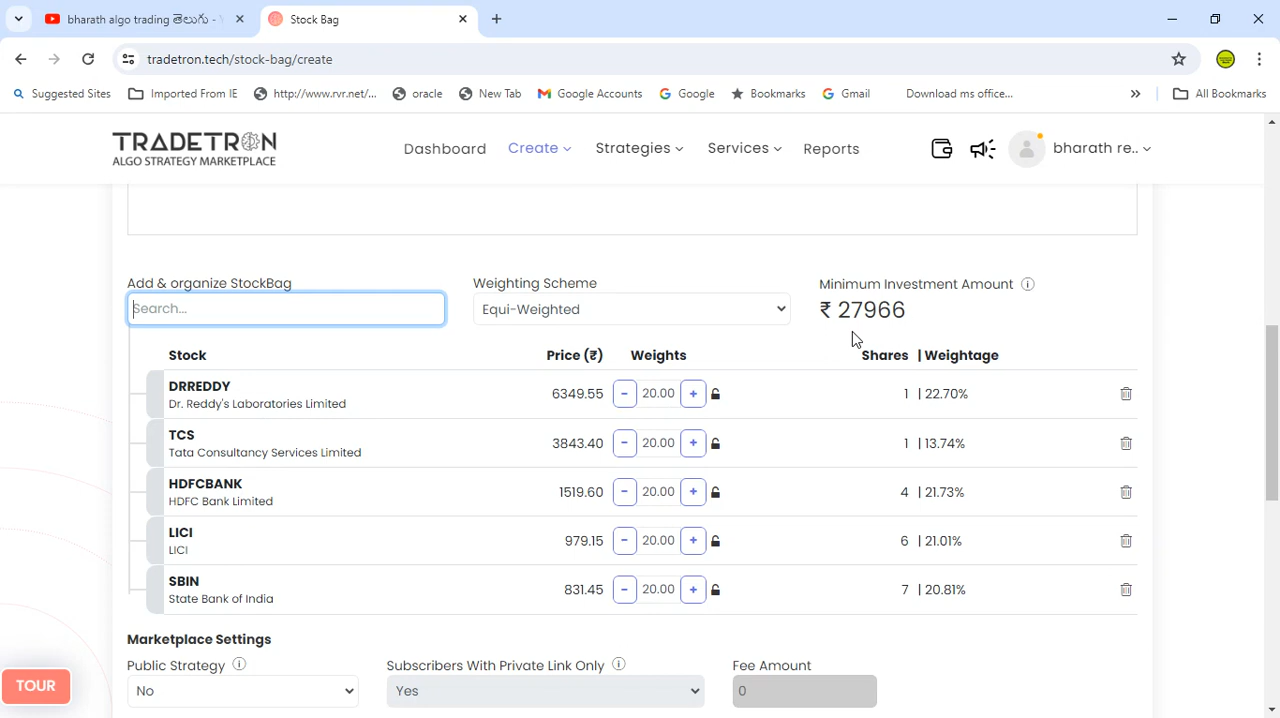 bharath algo trading తెలుగు -
Stock Bag
tradetron.tech/stock-bag/create
Suggested Sites
Imported From IE
http://www.rvr.net/...
oracle
New Tab
Google Accounts
Google
Bookmarks
Gmail
Download ms office...
All Bookmarks
TRADETRON
ALGO STRATEGY MARKETPLACE
Dashboard
Create
Strategies
Services
Reports
bharath re..
Add & organize StockBag
Weighting Scheme
Minimum Investment Amount
Search...
Equi-Weighted
₹ 27966
Stock Price (₹) Weights Shares | Weightage
DRREDDY
Dr. Reddy's Laboratories Limited
6349.55 - 20.00 + 1 | 22.70%
TCS
Tata Consultancy Services Limited
3843.40 - 20.00 + 1 | 13.74%
HDFCBANK
HDFC Bank Limited
1519.60 - 20.00 + 4 | 21.73%
LICI
LICI
979.15 - 20.00 + 6 | 21.01%
SBIN
State Bank of India
831.45 - 20.00 + 7 | 20.81%
Marketplace Settings
Public Strategy
Subscribers With Private Link Only
Fee Amount
No
Yes
0
TOUR